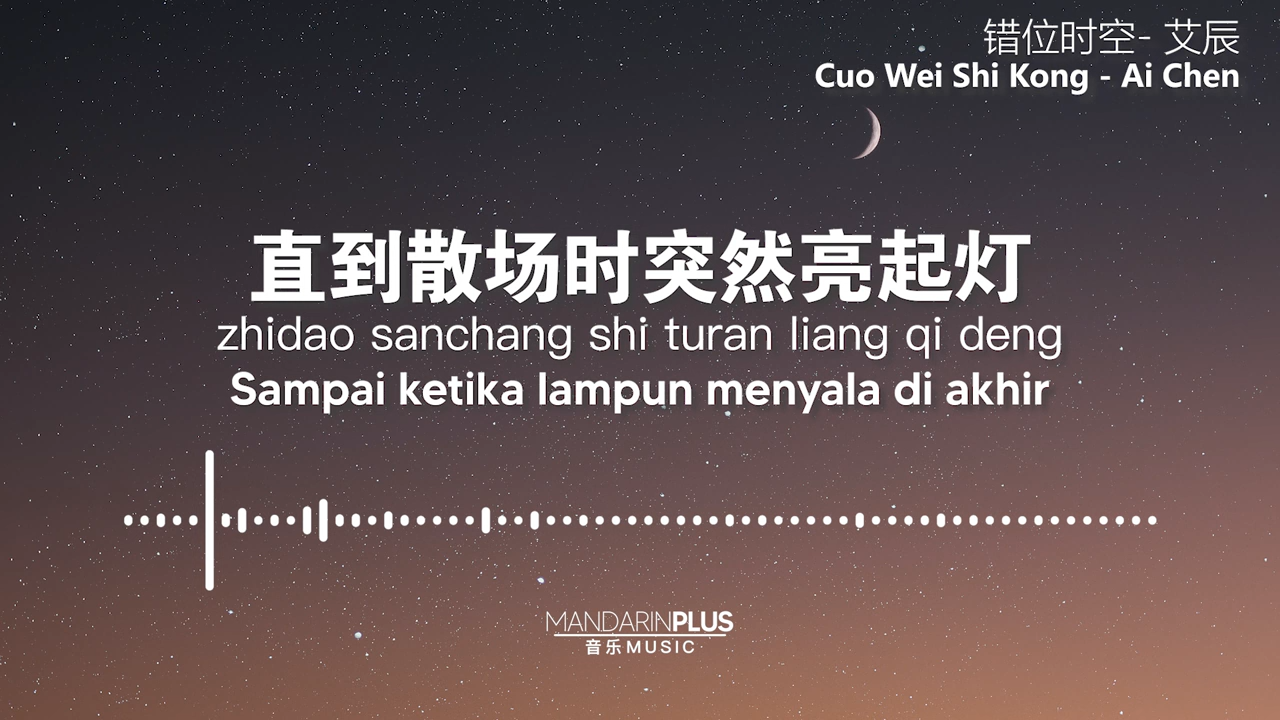 错位时空- 艾辰
Cuo Wei Shi Kong - Ai Chen
直到散场时突然亮起灯
zhidao sanchang shi turan liang qi deng
Sampai ketika lampun menyala di akhir
MANDARINPLUS
音乐MUSIC